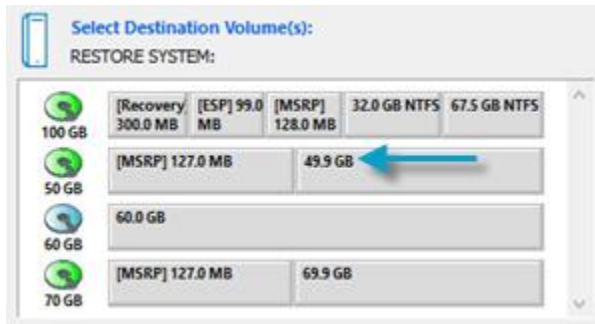 Select Destination Volume(s):
RESTORE SYSTEM:
[Recovery 300.0 MB
[ESP] 99.0 MB
[MSRP] 128.0 MB
32.0 GB NTFS
67.5 GB NTFS
100 GB
[MSRP] 127.0 MB
49.9 GB
50 GB
60.0 GB
60 GB
[MSRP] 127.0 MB
69.9 GB
70 GB